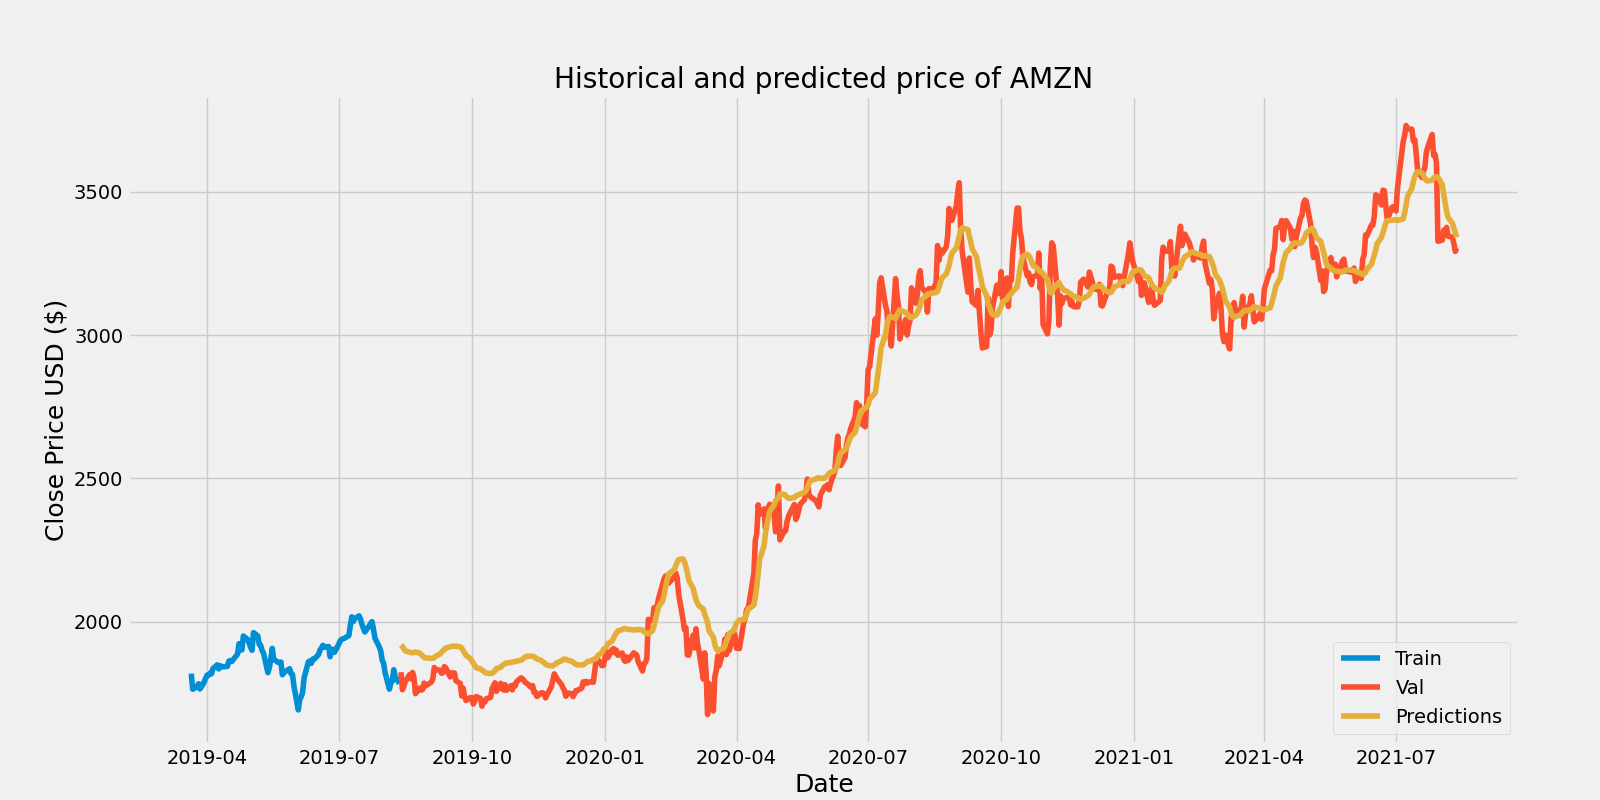 Historical and predicted price of AMZN
Close Price USD ($)
3500
3000
2500
2000
Train
Val
Predictions
2019-04 2019-07 2019-10 2020-01 2020-04 2020-07 2020-10 2021-01 2021-04 2021-07
Date